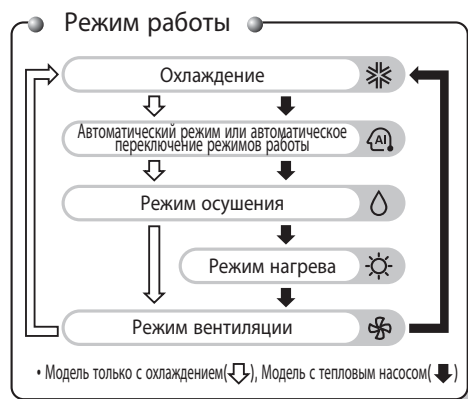 Режим работы
Охлаждение
Автоматический режим или автоматическое
переключение режимов работы
AI
Режим осушения
Режим нагрева
Режим вентиляции
• Модель только с охлаждением(⇩), Модель с тепловым насосом(🡇)